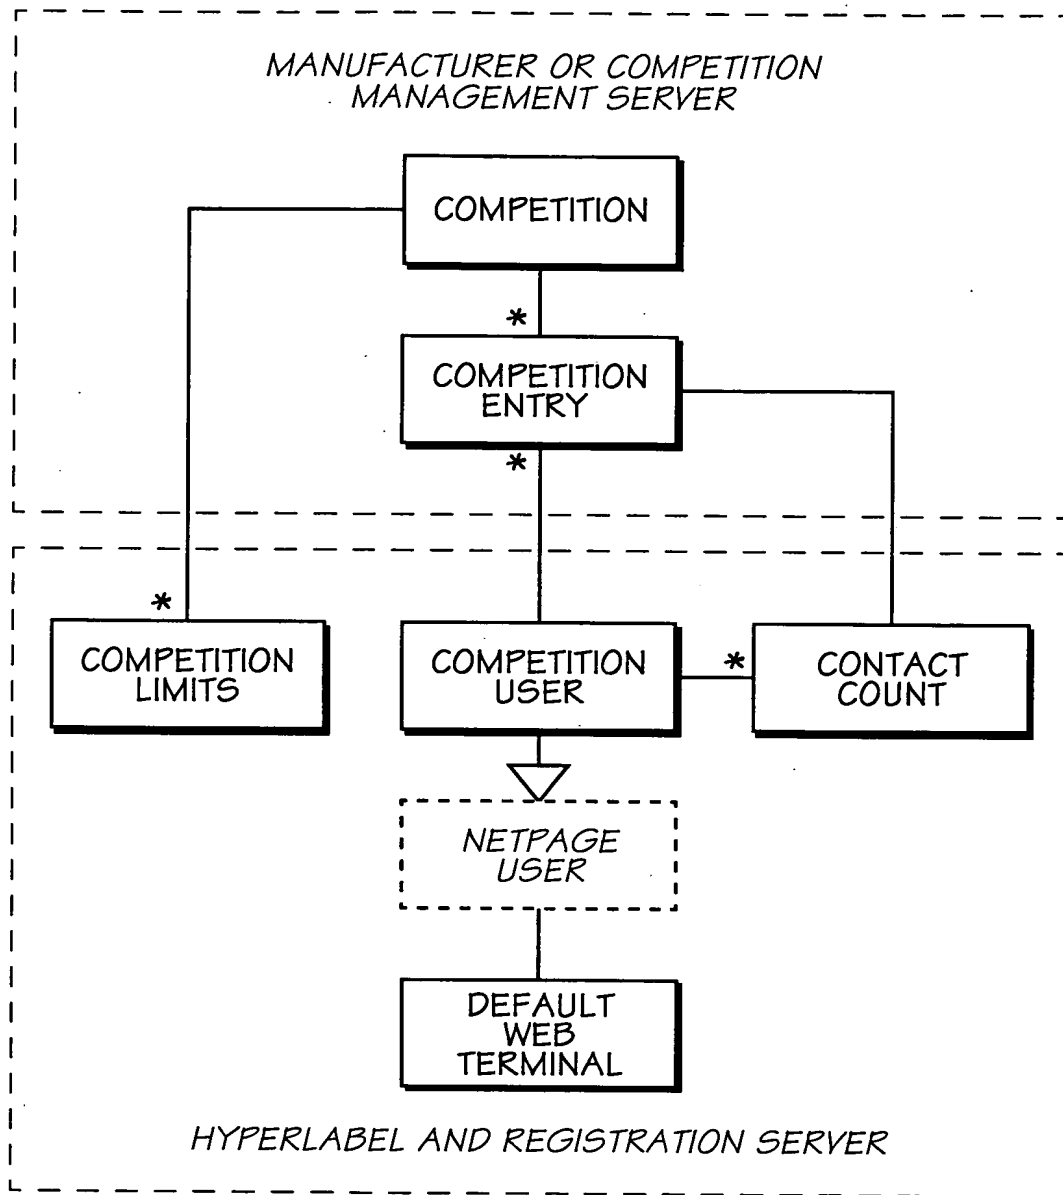 MANUFACTURER OR COMPETITION
MANAGEMENT SERVER
COMPETITION
*
COMPETITION
ENTRY
*
*
COMPETITION
LIMITS
COMPETITION
USER
*
CONTACT
COUNT
NETPAGE
USER
DEFAULT
WEB
TERMINAL
HYPERLABEL AND REGISTRATION SERVER